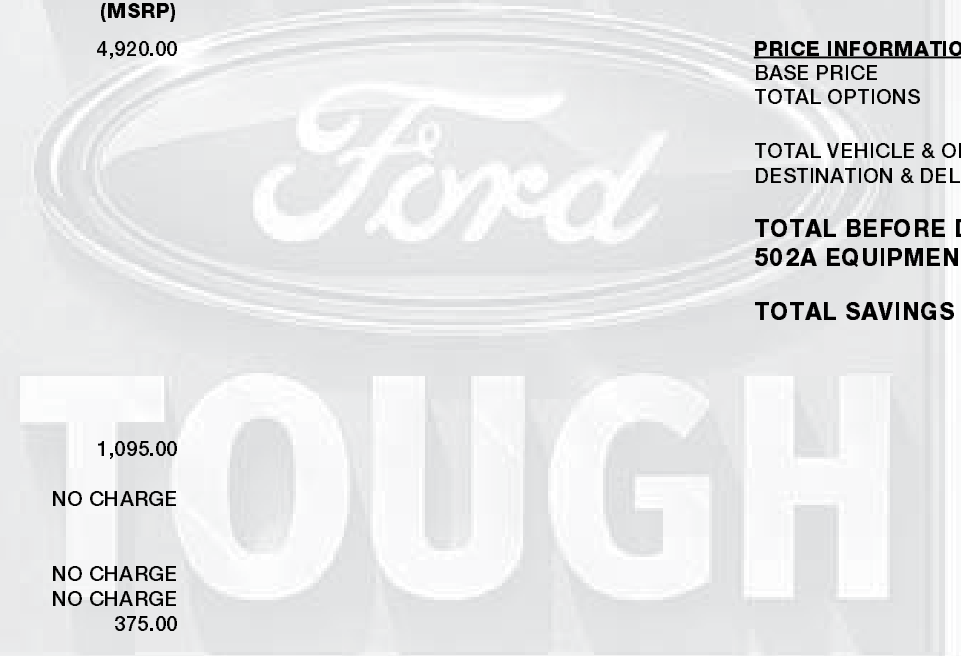 (MSRP)
4,920.00
1,095.00
NO CHARGE
NO CHARGE
NO CHARGE
375.00
PRICE INFORMATIO
BASE PRICE
TOTAL OPTIONS
TOTAL VEHICLE &
DESTINATION & DEL
TOTAL BEFORE
502A EQUIPMEN
TOTAL SAVINGS
Ford
TOUGH